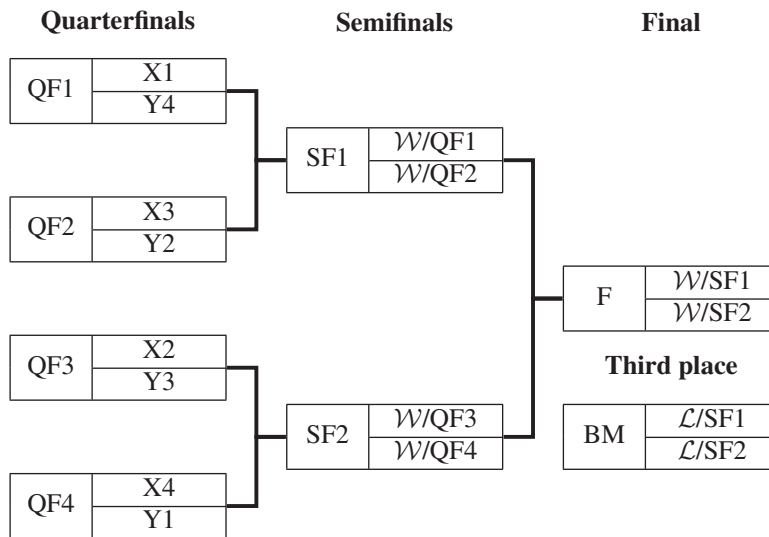 Quarterfinals Semifinals Final
QF1 X1
Y4
SF1 W/QF1
W/QF2
QF2 X3
Y2
F W/SF1
W/SF2
QF3 X2
Y3
Third place
SF2 W/QF3
W/QF4
BM L/SF1
L/SF2
QF4 X4
Y1